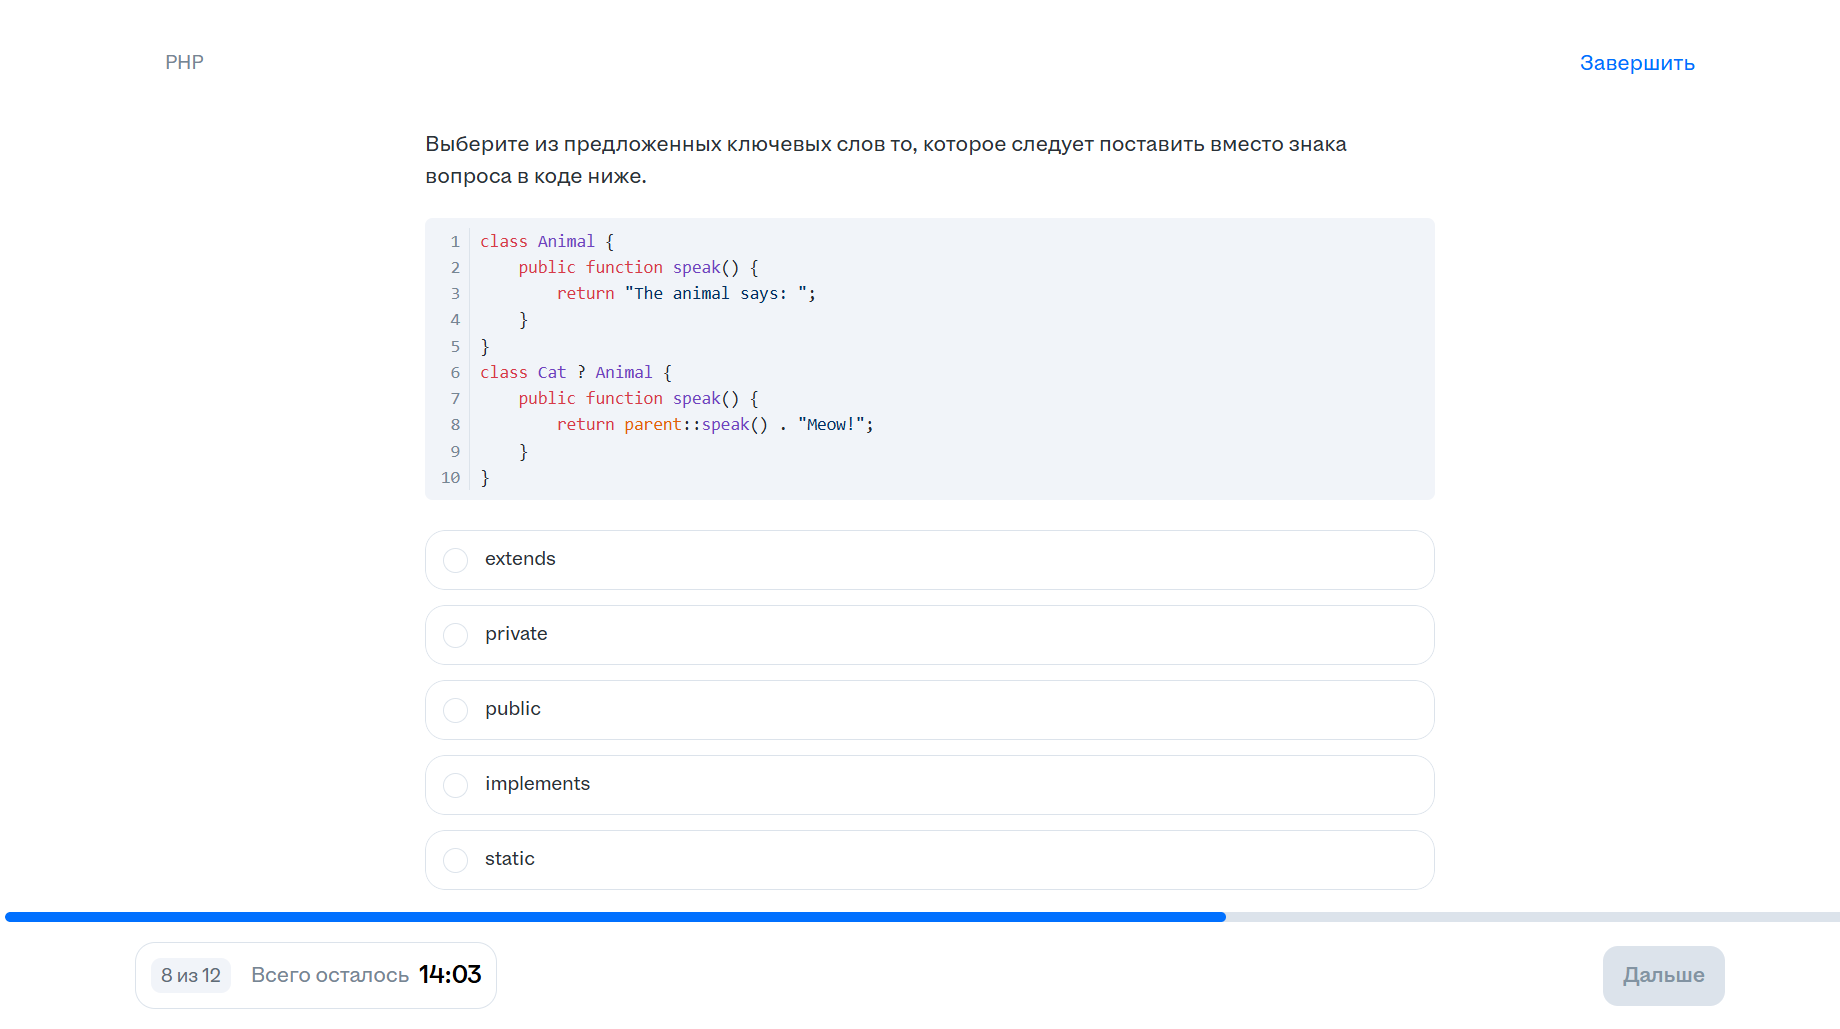 PHP
Завершить
Выберите из предложенных ключевых слов то, которое следует поставить вместо знака
вопроса в коде ниже.
1 class Animal {
2     public function speak() {
3         return "The animal says: ";
4     }
5 }
6 class Cat ? Animal {
7     public function speak() {
8         return parent::speak() . "Meow!";
9     }
10 }
extends
private
public
implements
static
8 из 12 Всего осталось 14:03
Дальше